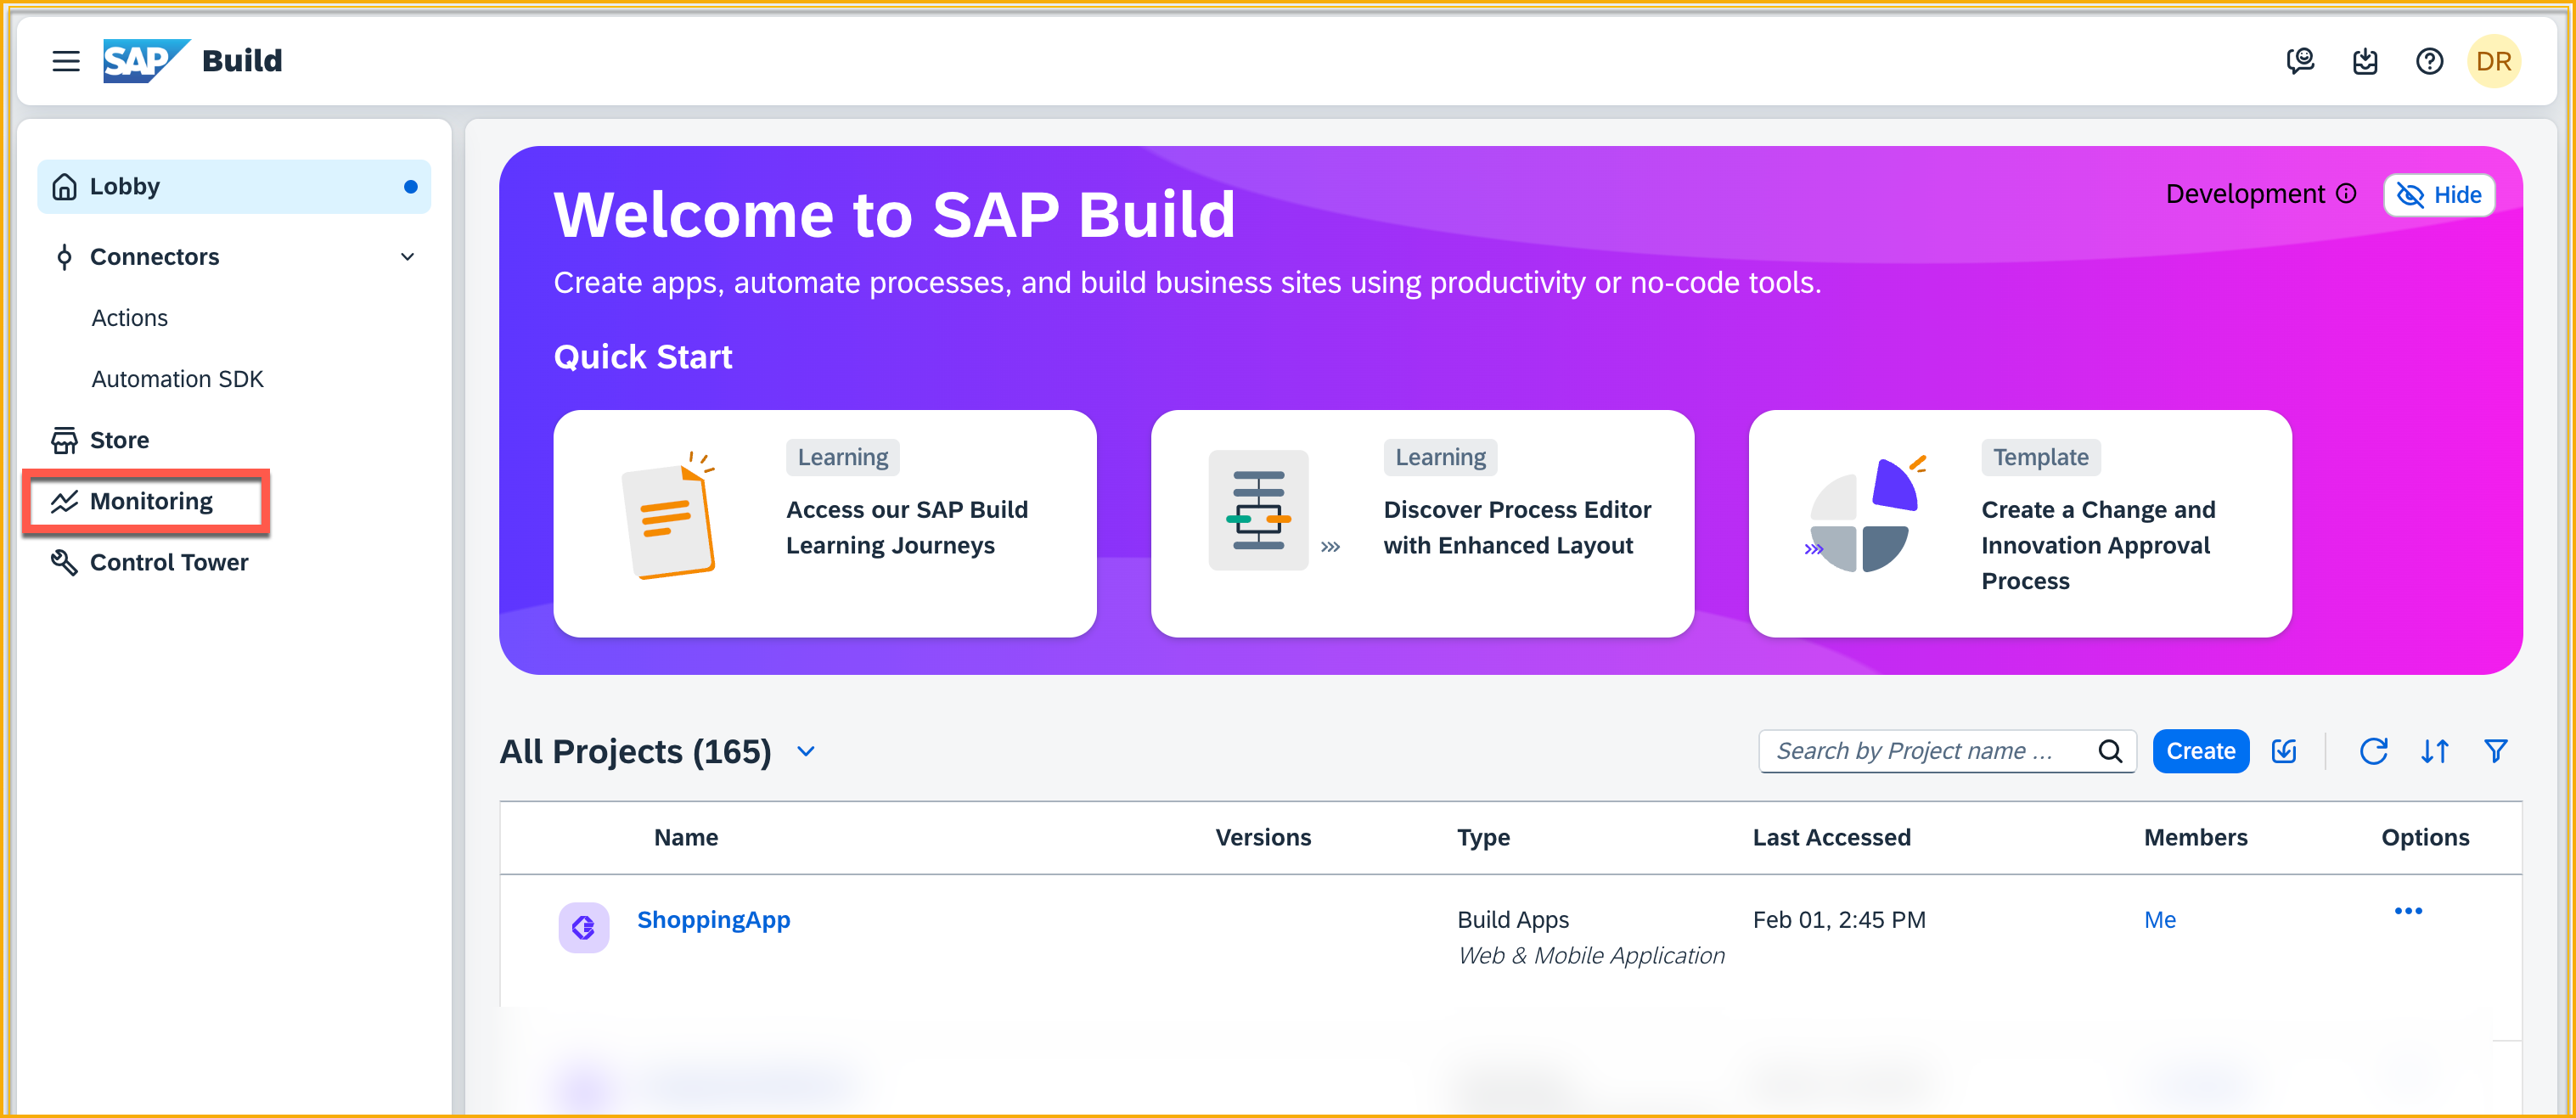 SAP Build
DR
Lobby
Connectors
Actions
Automation SDK
Store
Monitoring
Control Tower
Welcome to SAP Build
Development
Hide
Create apps, automate processes, and build business sites using productivity or no-code tools.
Quick Start
Learning
Access our SAP Build
Learning Journeys
Learning
Discover Process Editor
with Enhanced Layout
Template
Create a Change and
Innovation Approval
Process
All Projects (165)
Search by Project name ...
Create
Name Versions Type Last Accessed Members Options
ShoppingApp Build Apps Feb 01, 2:45 PM Me
Web & Mobile Application